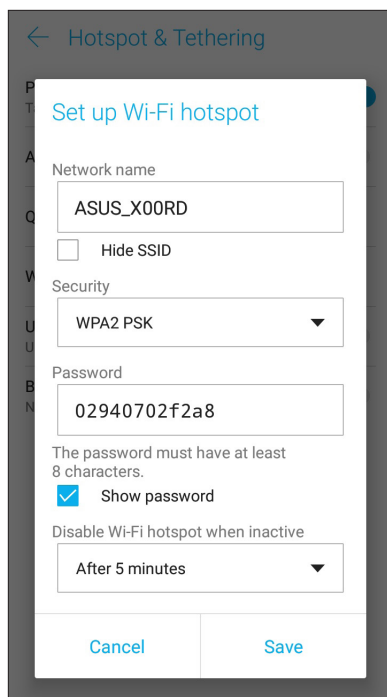 Hotspot & Tethering
Set up Wi-Fi hotspot
Network name
ASUS_X00RD
Hide SSID
Security
WPA2 PSK
Password
02940702f2a8
The password must have at least
8 characters.
Show password
Disable Wi-Fi hotspot when inactive
After 5 minutes
Cancel Save